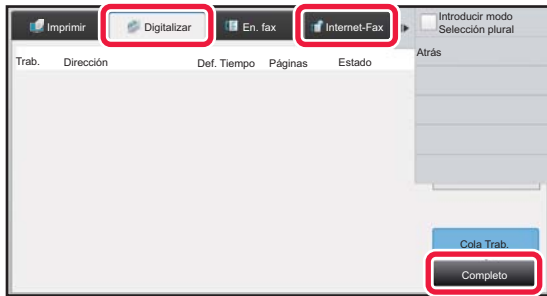 Imprimir
Digitalizar
En. fax
Internet-Fax
Introducir modo
Selección plural
Atrás
Trab. Dirección Def. Tiempo Páginas Estado
Cola Trab.
Completo